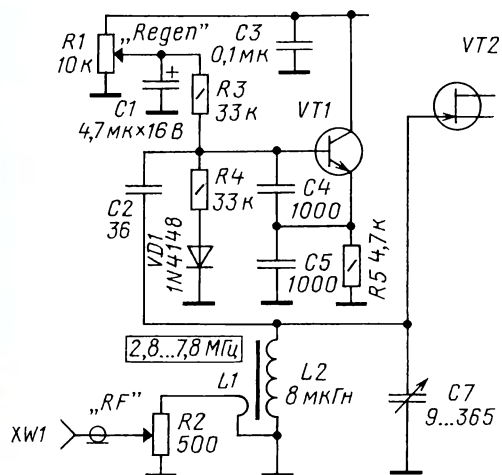 „Regen"
R1
10к
C1
4,7мк×16В
R3
33к
C3
0,1мк
VT1
VT2
C2
36
R4
33к
VD1
1N4148
C4
1000
C5
1000
R5 4,7к
2,8...7,8 МГц
L1
L2
8 мкГн
C7
9...365
„RF"
XW1
R2
500